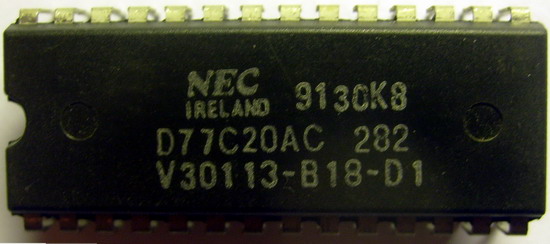 NEC
IRELAND 9130K8
D77C20AC 282
V30113-B18-D1